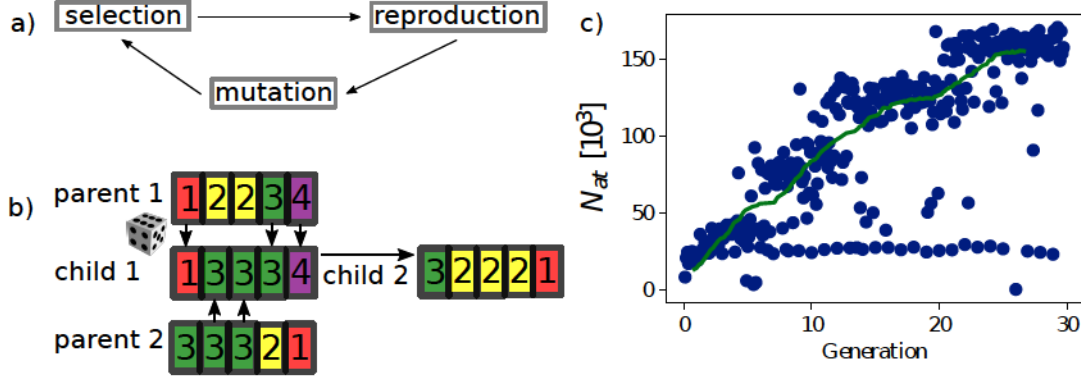 a)
selection
reproduction
mutation
b)
parent 1
1 2 2 3 4
child 1
1 3 3 3 4
child 2
3 2 2 2 1
parent 2
3 3 3 2 1
c)
N_at [10^3]
150
100
50
0
0 10 20 30
Generation